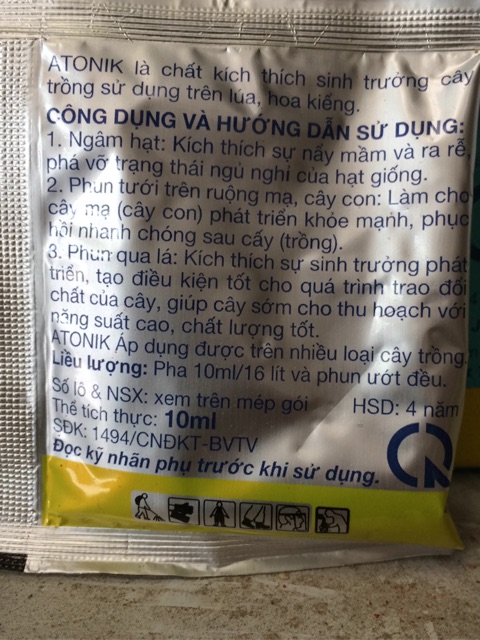 ATONIK là chất kích thích sinh trưởng cây
trồng sử dụng trên lúa, hoa kiểng.
CÔNG DỤNG VÀ HƯỚNG DẪN SỬ DỤNG:
1. Ngâm hạt: Kích thích sự nẩy mầm và ra rễ,
phá vỡ trạng thái ngủ nghỉ của hạt giống.
2. Phun tưới trên ruộng mạ, cây con: Làm cho
cây mạ (cây con) phát triển khỏe mạnh, phục
hồi nhanh chóng sau cấy (trồng).
3. Phun qua lá: Kích thích sự sinh trưởng phát
triển, tạo điều kiện tốt cho quá trình trao đổi
chất của cây, giúp cây sớm cho thu hoạch với
năng suất cao, chất lượng tốt.
ATONIK Áp dụng được trên nhiều loại cây trồng.
Liều lượng: Pha 10ml/16 lít và phun ướt đều.
Số lô & NSX: xem trên mép gói HSD: 4 năm
Thể tích thực: 10ml
SĐK: 1494/CNĐKT-BVTV
Đọc kỹ nhãn phụ trước khi sử dụng.